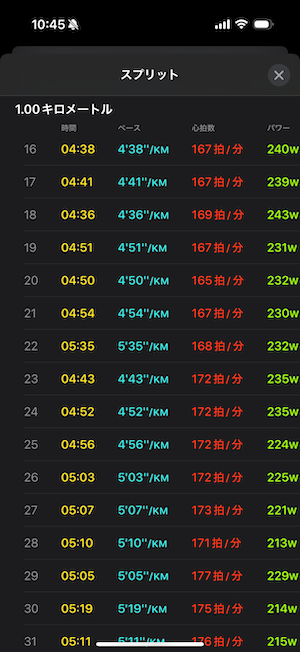 10:45
スプリット
1.00キロメートル
時間 ペース 心拍数 パワー
16 04:38 4'38''/KM 167拍/分 240W
17 04:41 4'41''/KM 167拍/分 239W
18 04:36 4'36''/KM 169拍/分 243W
19 04:51 4'51''/KM 167拍/分 231W
20 04:50 4'50''/KM 165拍/分 232W
21 04:54 4'54''/KM 167拍/分 230W
22 05:35 5'35''/KM 168拍/分 232W
23 04:43 4'43''/KM 172拍/分 235W
24 04:52 4'52''/KM 172拍/分 235W
25 04:56 4'56''/KM 172拍/分 224W
26 05:03 5'03''/KM 172拍/分 225W
27 05:07 5'07''/KM 173拍/分 221W
28 05:10 5'10''/KM 171拍/分 213W
29 05:05 5'05''/KM 177拍/分 229W
30 05:19 5'19''/KM 175拍/分 214W
31 05:11 5'11''/KM 176拍/分 215W